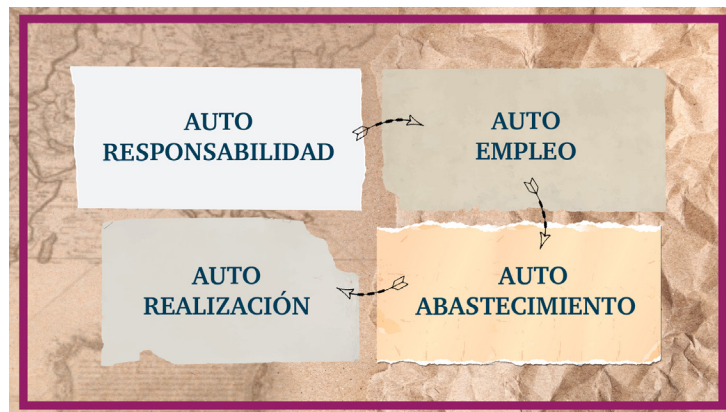 AUTO
RESPONSABILIDAD
AUTO
EMPLEO
AUTO
ABASTECIMIENTO
AUTO
REALIZACIÓN